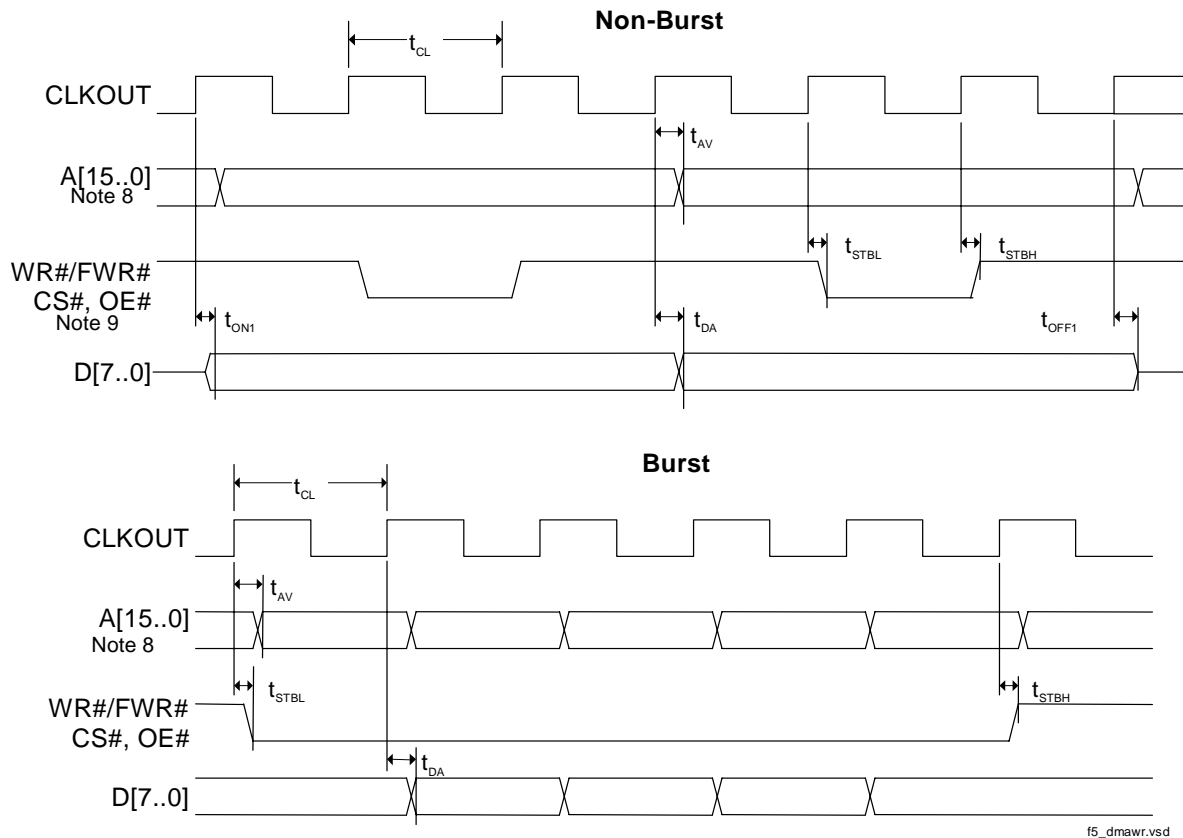 Non-Burst
tCL
CLKOUT
tAV
A[15..0]
Note 8
tSTBL
tSTBH
WR#/FWR#
CS#, OE#
Note 9
tON1
tDA
tOFF1
D[7..0]
Burst
tCL
CLKOUT
tAV
A[15..0]
Note 8
tSTBL
tSTBH
WR#/FWR#
CS#, OE#
tDA
D[7..0]
f5_dmawr.vsd